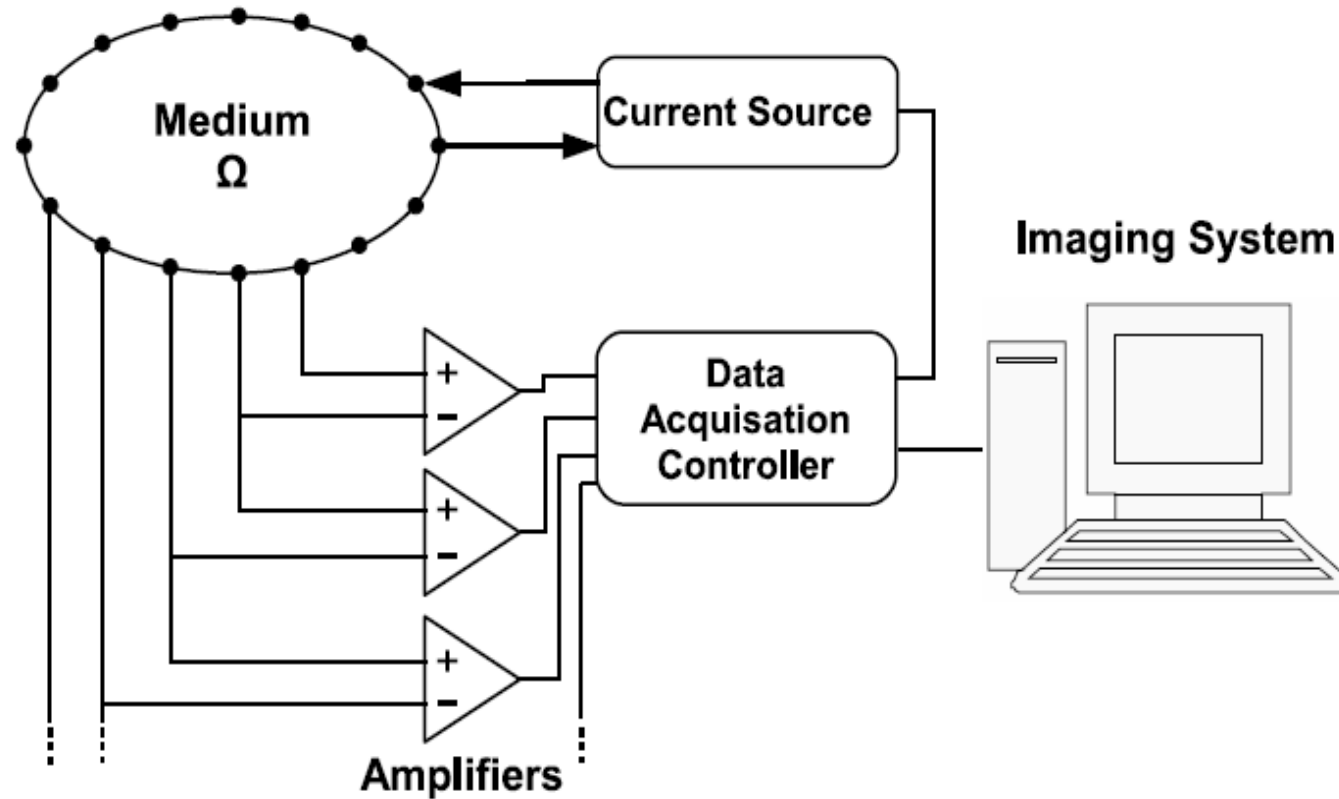 Medium
Ω
Current Source
Imaging System
Data
Acquisation
Controller
+
-
+
-
+
-
Amplifiers